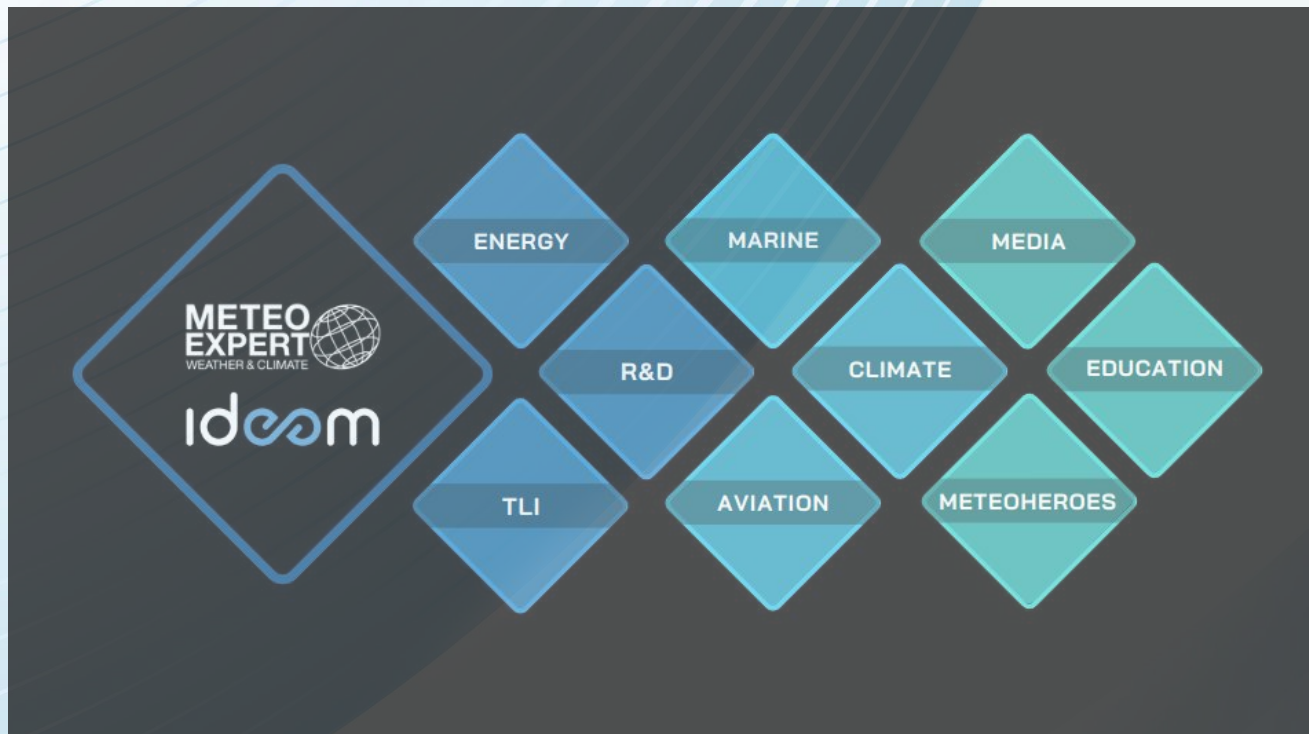 METEO
EXPERT
WEATHER & CLIMATE
ideam
ENERGY
MARINE
MEDIA
R&D
CLIMATE
EDUCATION
TLI
AVIATION
METEOHEROES